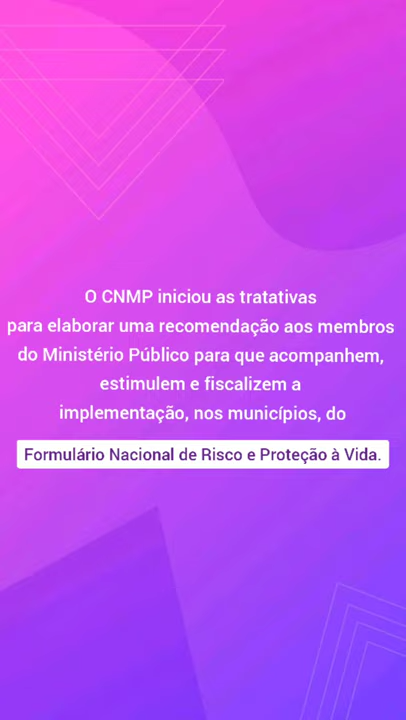 O CNMP iniciou as tratativas
para elaborar uma recomendação aos membros
do Ministério Público para que acompanhem,
estimulem e fiscalizem a
implementação, nos municípios, do
Formulário Nacional de Risco e Proteção à Vida.